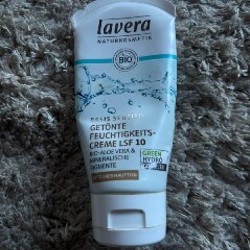 lavera
NATURKOSMETIK
BIO
BASIS SENSITIV
GETÖNTE
FEUCHTIGKEITS-
CREME LSF 10
BIO-ALOE VERA &
MINERALISCHE
PIGMENTE
GREEN
HYDRO